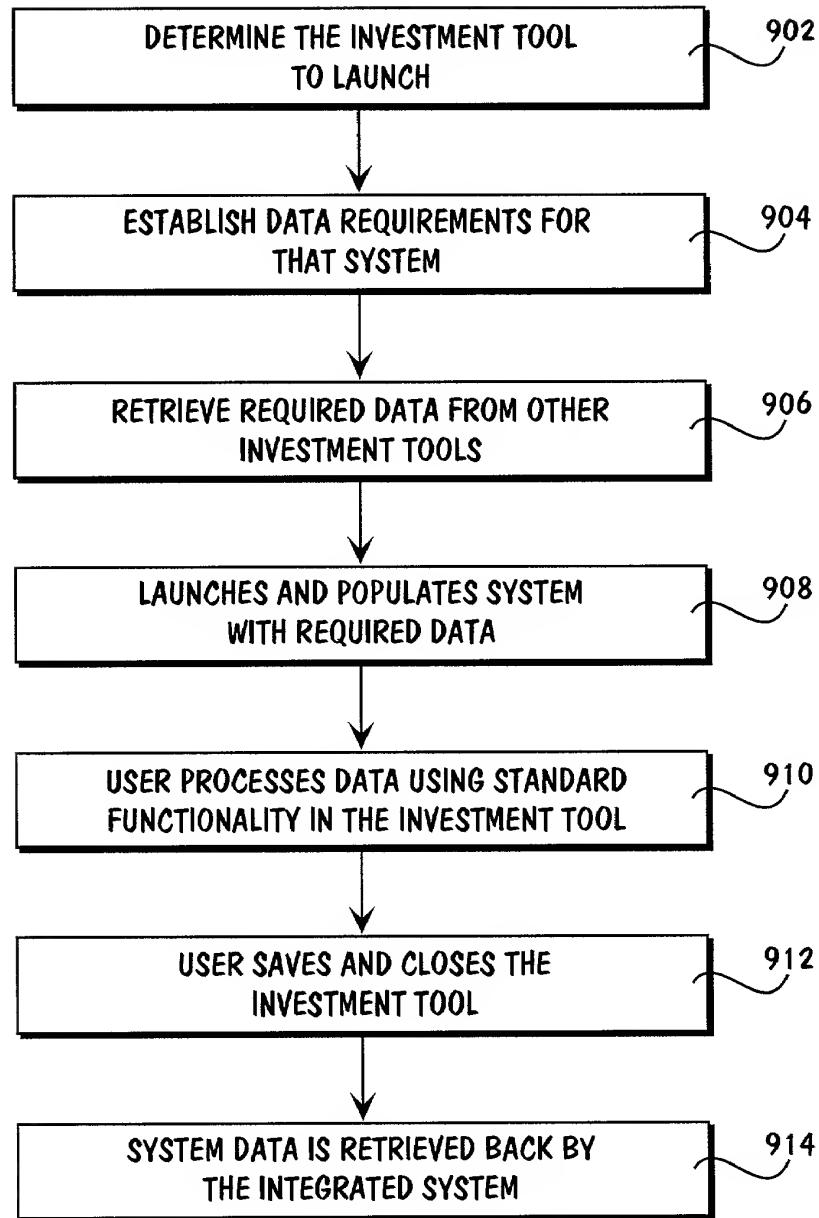 DETERMINE THE INVESTMENT TOOL
TO LAUNCH
902
ESTABLISH DATA REQUIREMENTS FOR
THAT SYSTEM
904
RETRIEVE REQUIRED DATA FROM OTHER
INVESTMENT TOOLS
906
LAUNCHES AND POPULATES SYSTEM
WITH REQUIRED DATA
908
USER PROCESSES DATA USING STANDARD
FUNCTIONALITY IN THE INVESTMENT TOOL
910
USER SAVES AND CLOSES THE
INVESTMENT TOOL
912
SYSTEM DATA IS RETRIEVED BACK BY
THE INTEGRATED SYSTEM
914